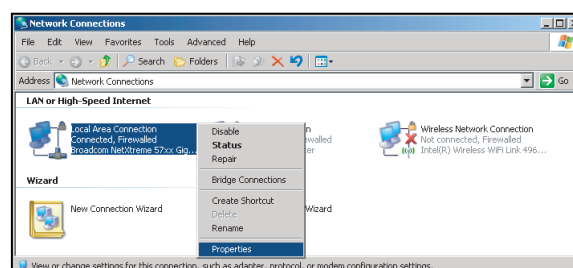 Network Connections
File Edit View Favorites Tools Advanced Help
Back Search Folders
Address Network Connections Go
LAN or High-Speed Internet
Local Area Connection
Connected, Firewalled
Broadcom NetXtreme 57xx Gig...
Disable
Status
Repair
Bridge Connections
Create Shortcut
Delete
Rename
Properties
Wireless Network Connection
Not connected, Firewalled
Intel(R) Wireless WiFi Link 496...
Wizard
New Connection Wizard
Wizard
View or change settings for this connection, such as adapter, protocol, or modem configuration settings.